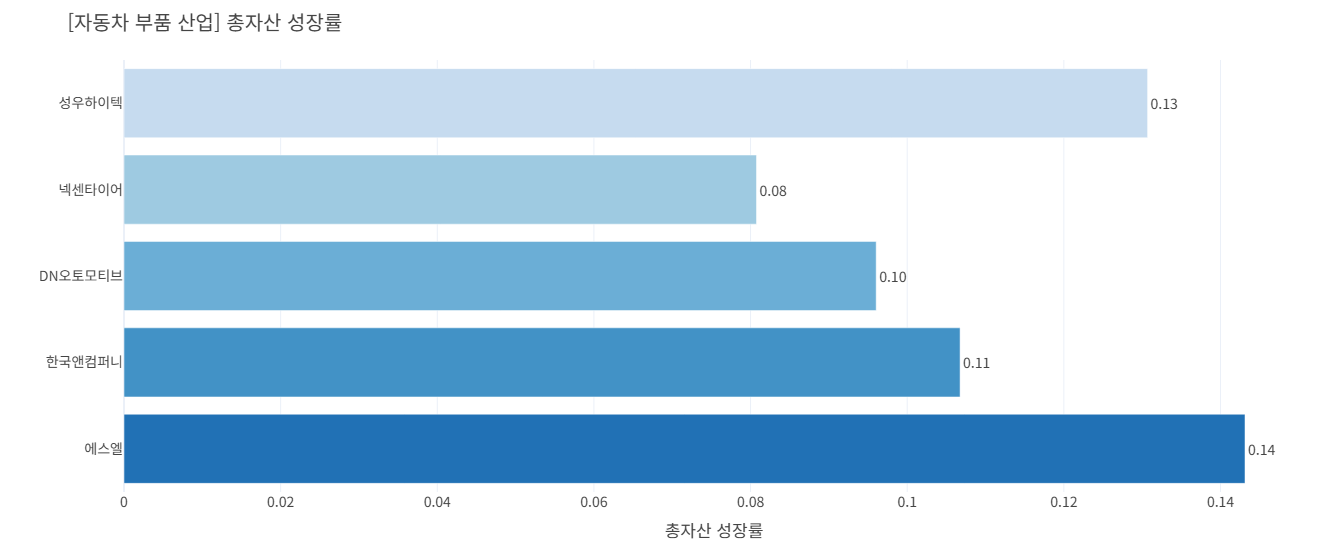 [자동차 부품 산업] 총자산 성장률
성우하이텍
0.13
넥센타이어
0.08
DN오토모티브
0.10
한국앤컴퍼니
0.11
에스엘
0.14
0 0.02 0.04 0.06 0.08 0.1 0.12 0.14
총자산 성장률